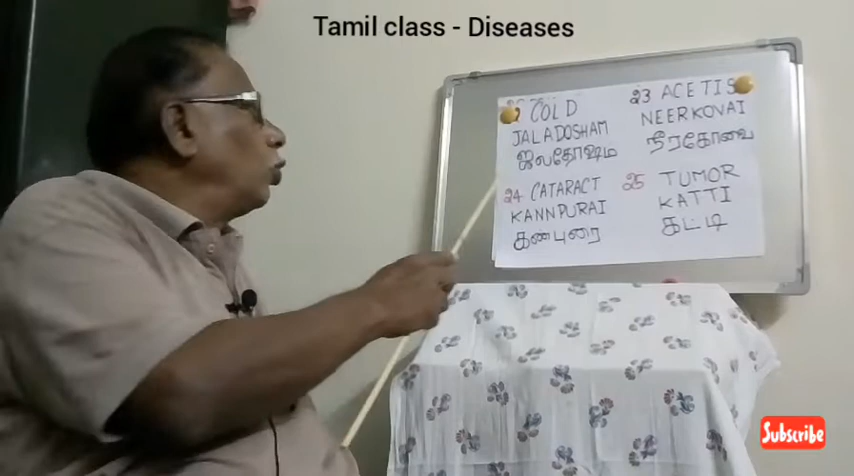 Tamil class - Diseases
COLD
JALADOSHAM
ஜலதோஷம்
23 ACETIS
NEERKOVAI
நீர்கோவை
24 CATARACT
KANNPURAI
கண்புரை
25 TUMOR
KATTI
கட்டி
Subscribe